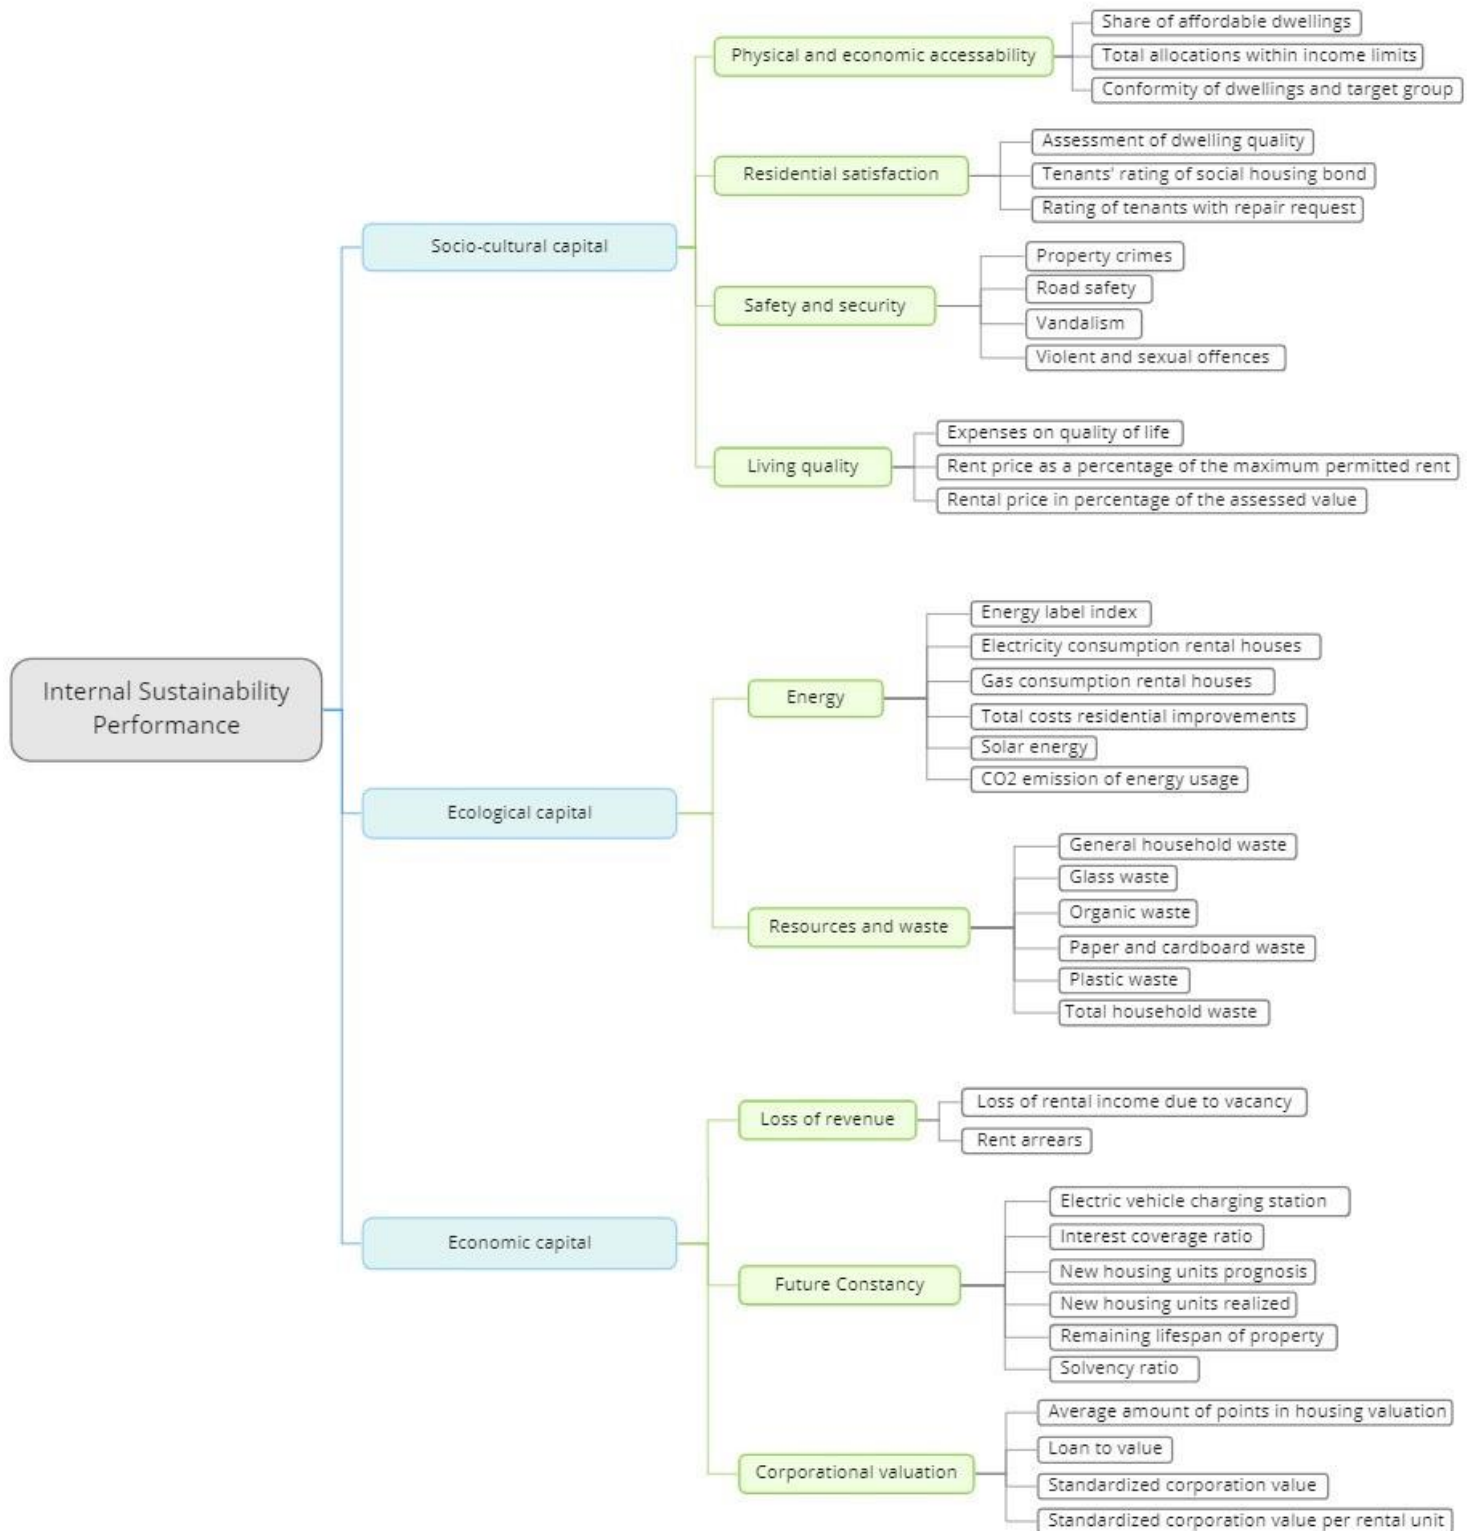 Internal Sustainability
Performance
Socio-cultural capital
Physical and economic accessability
Share of affordable dwellings
Total allocations within income limits
Conformity of dwellings and target group
Residential satisfaction
Assessment of dwelling quality
Tenants' rating of social housing bond
Rating of tenants with repair request
Safety and security
Property crimes
Road safety
Vandalism
Violent and sexual offences
Living quality
Expenses on quality of life
Rent price as a percentage of the maximum permitted rent
Rental price in percentage of the assessed value
Ecological capital
Energy
Energy label index
Electricity consumption rental houses
Gas consumption rental houses
Total costs residential improvements
Solar energy
CO2 emission of energy usage
Resources and waste
General household waste
Glass waste
Organic waste
Paper and cardboard waste
Plastic waste
Total household waste
Economic capital
Loss of revenue
Loss of rental income due to vacancy
Rent arrears
Future Constancy
Electric vehicle charging station
Interest coverage ratio
New housing units prognosis
New housing units realized
Remaining lifespan of property
Solvency ratio
Corporational valuation
Average amount of points in housing valuation
Loan to value
Standardized corporation value
Standardized corporation value per rental unit